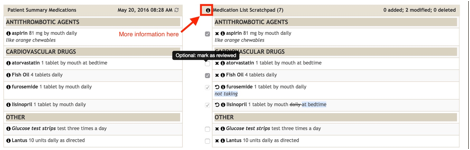 Patient Summary Medications May 20, 2016 08:28 Medication List Scratchpad (7) 0 added; 2 modified; 0 deleted
ANTITHROMBOTIC AGENTS More information here ANTITHROMBOTIC AGENTS
aspirin 81 mg by mouth daily aspirin 81 mg by mouth daily
like orange chewables like orange chewables
CARDIOVASCULAR DRUGS CARDIOVASCULAR DRUGS
Optional: mark as reviewed
atorvastatin 1 tablet by mouth daily atorvastatin 1 tablet by mouth daily
Fish Oil 4 tablets daily Fish Oil 4 tablets daily
furosemide 1 tablet by mouth daily furosemide 1 tablet by mouth daily
not taking
lisinopril 1 tablet by mouth daily lisinopril 1 tablet by mouth daily at bedtime
OTHER OTHER
Glucose test strips test three times a day Glucose test strips test three times a day
Lantus 10 units daily as directed Lantus 10 units daily as directed